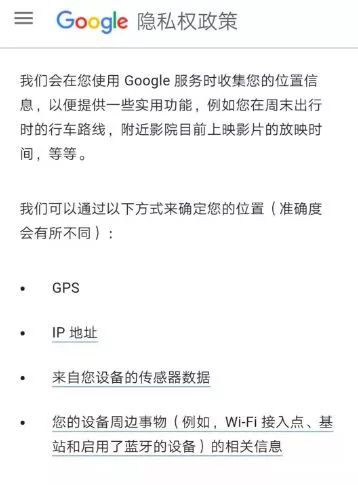 Google 隐私权政策
我们会在您使用 Google 服务时收集您的位置信
息，以便提供一些实用功能，例如您在周末出行
时的行车路线，附近影院目前上映影片的放映时
间，等等。
我们可以通过以下方式来确定您的位置（准确度
会有所不同）：
• GPS
• IP 地址
• 来自您设备的传感器数据
• 您的设备周边事物（例如，Wi-Fi 接入点、基
站和启用了蓝牙的设备）的相关信息